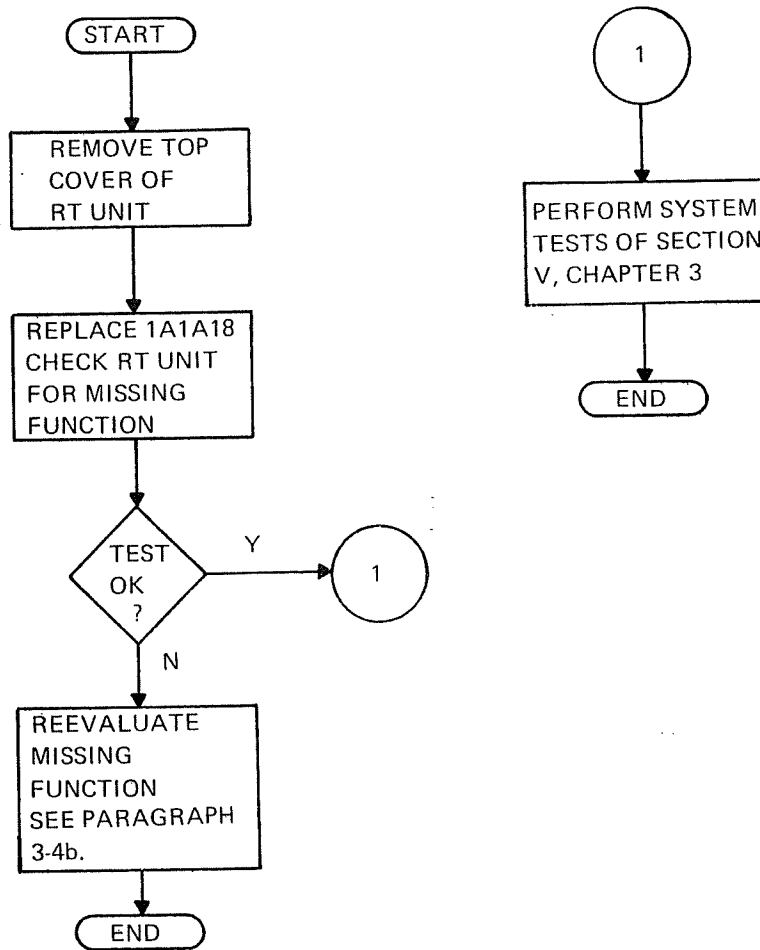 START
REMOVE TOP
COVER OF
RT UNIT
REPLACE 1A1A18
CHECK RT UNIT
FOR MISSING
FUNCTION
TEST
OK
?
Y
1
N
REEVALUATE
MISSING
FUNCTION
SEE PARAGRAPH
3-4b.
END
1
PERFORM SYSTEM
TESTS OF SECTION
V, CHAPTER 3
END